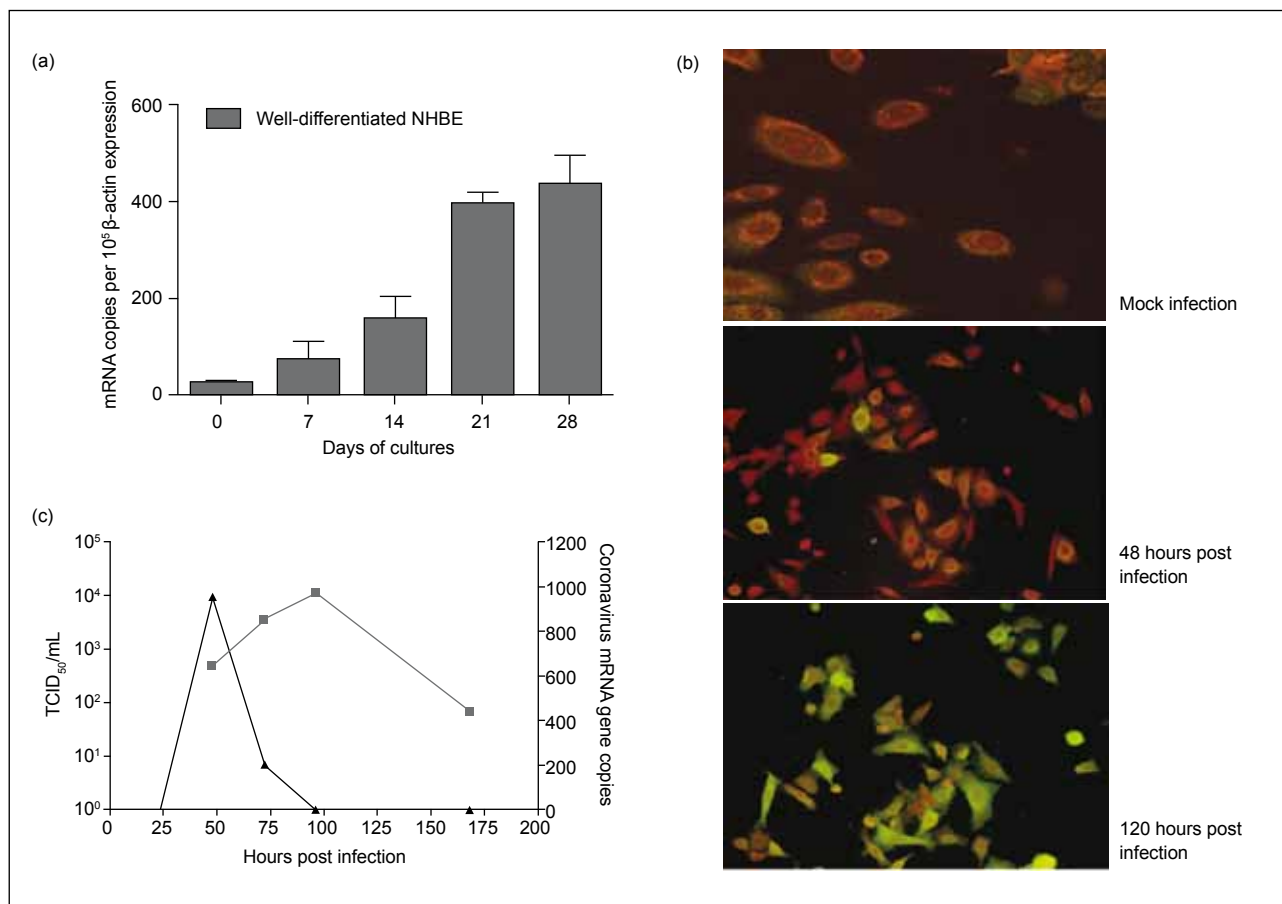 (a)
mRNA copies per 10⁵ β-actin expression
600
400
200
0
Well-differentiated NHBE
0 7 14 21 28
Days of cultures
(b)
Mock infection
48 hours post
infection
120 hours post
infection
(c)
TCID₅₀/mL
10⁵
10⁴
10³
10²
10¹
10⁰
1200
1000
800
600
400
200
0
Coronavirus mRNA gene copies
0 25 50 75 100 125 150 175 200
Hours post infection